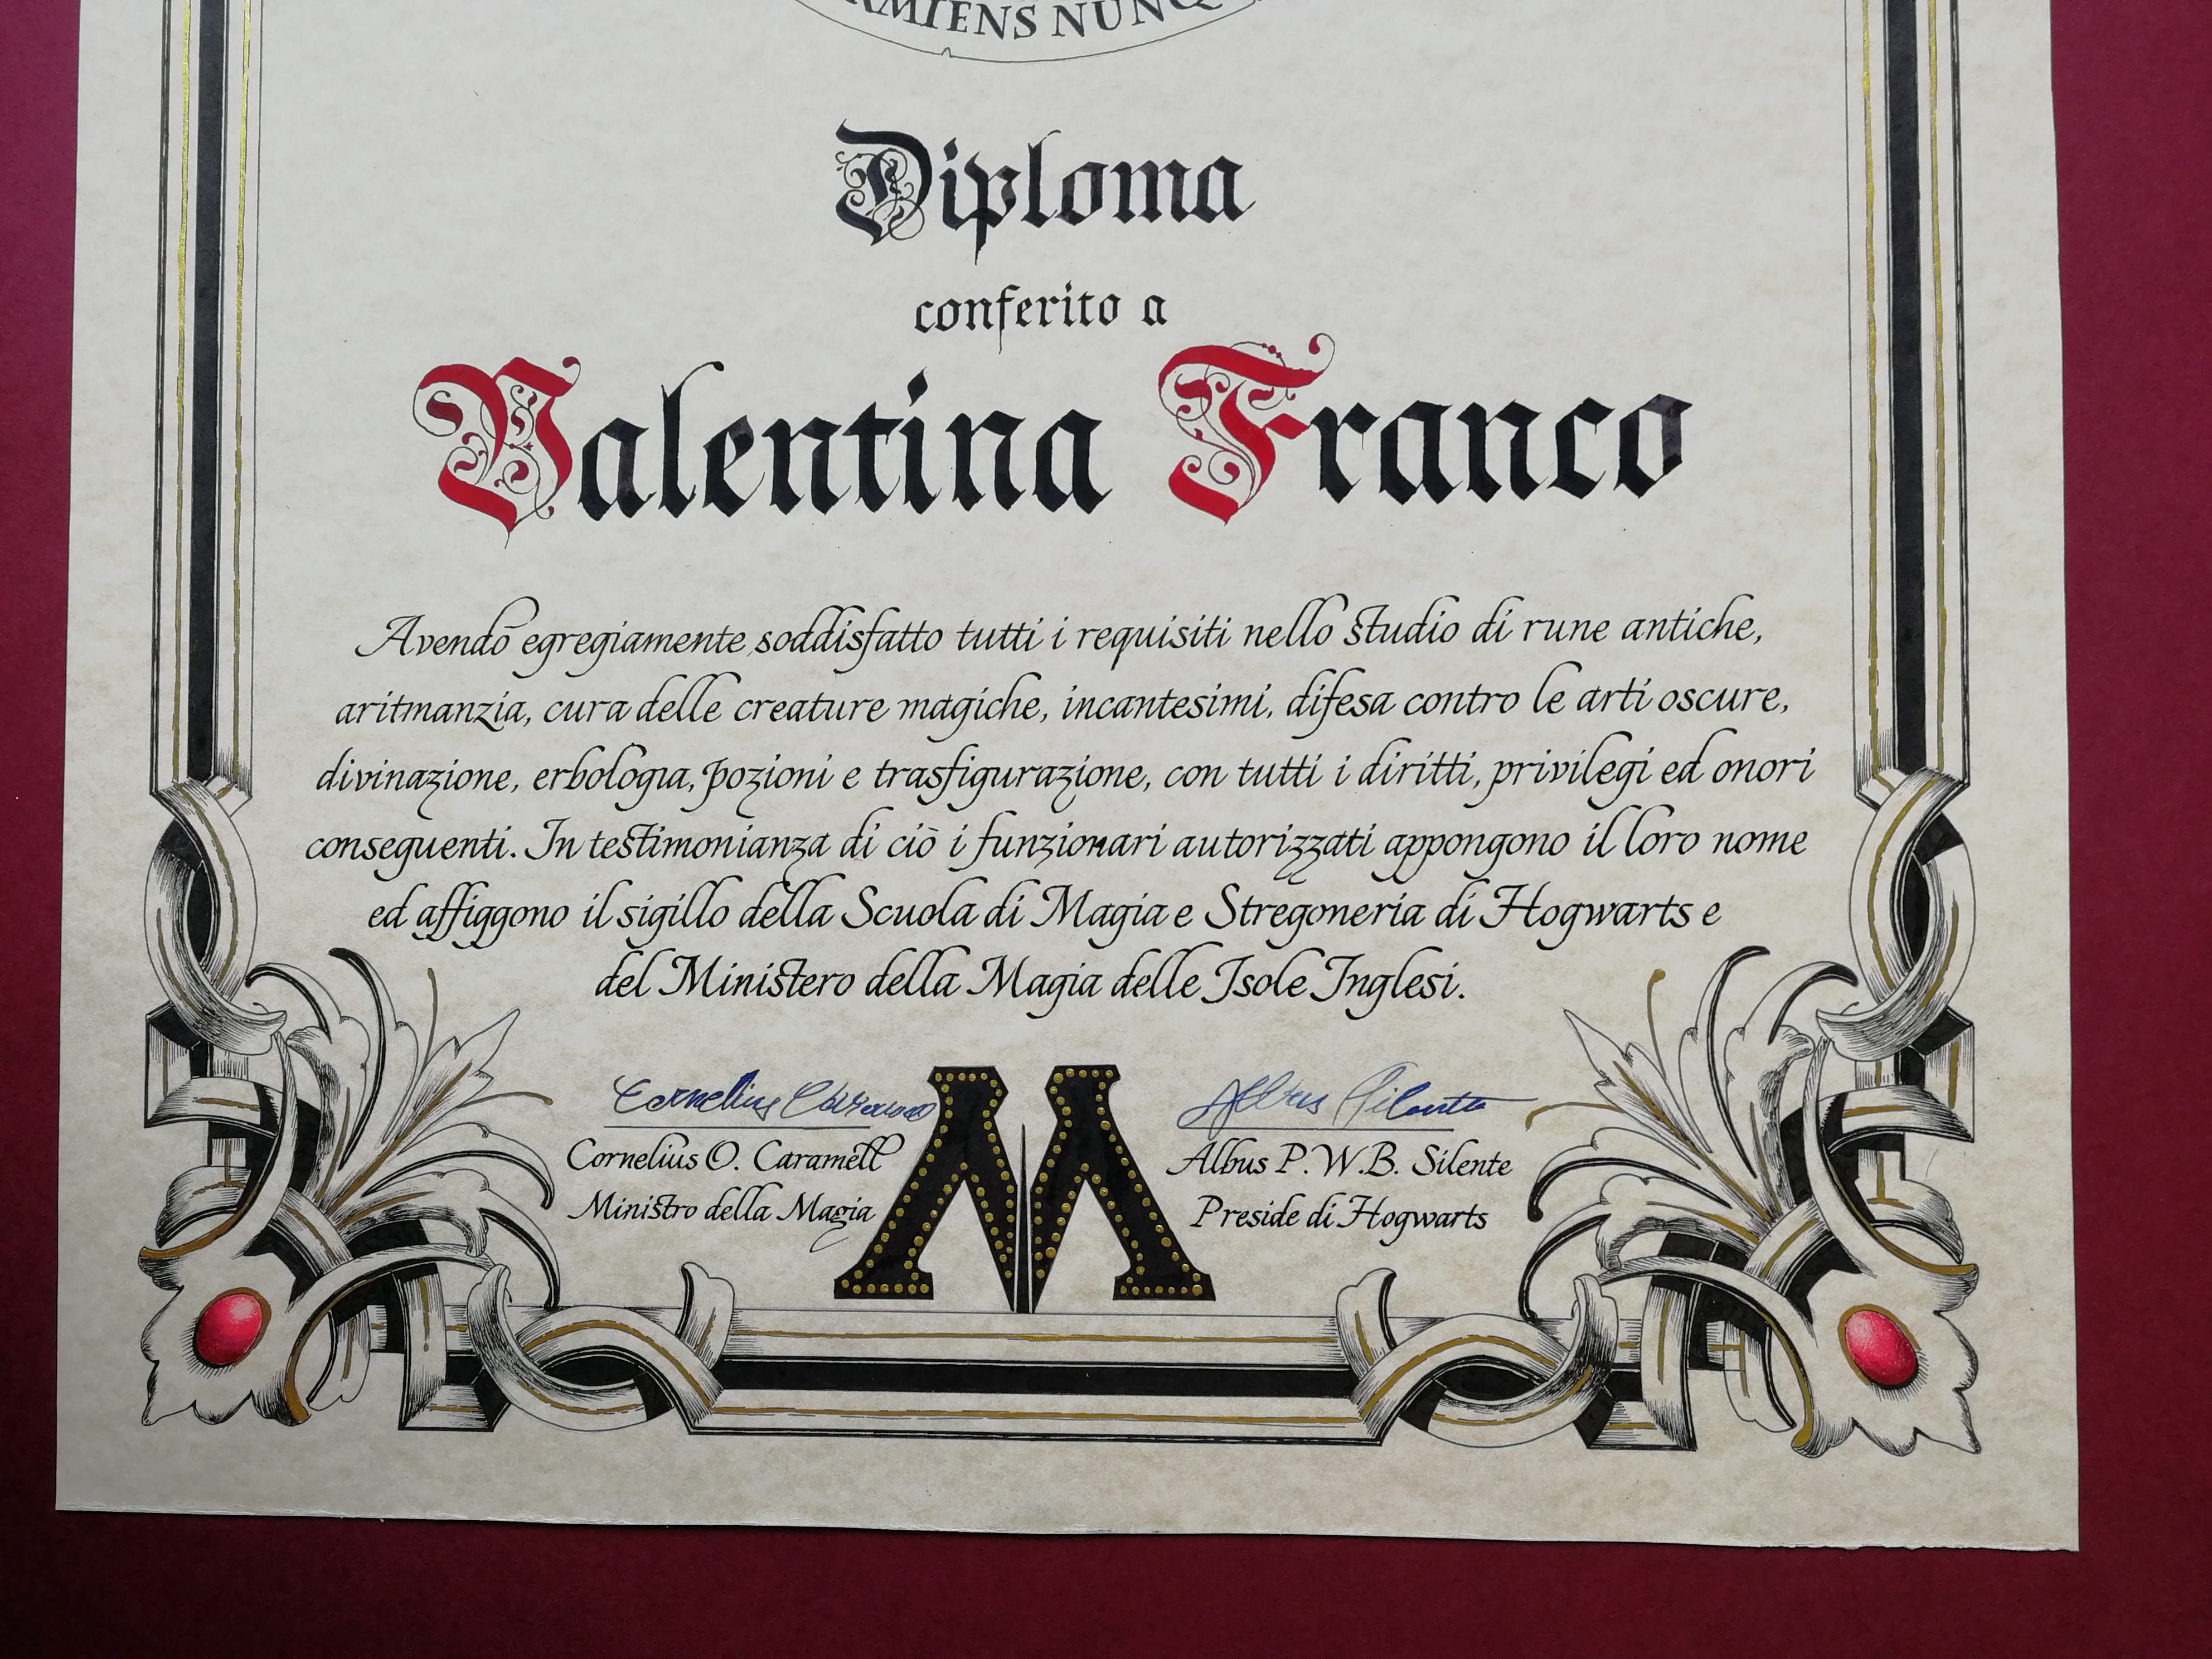 RMIENS NUNQ
Diploma
conferito a
Valentina Franco
Avendo egregiamente soddisfatto tutti i requisiti nello studio di rune antiche,
aritmanzia, cura delle creature magiche, incantesimi, difesa contro le arti oscure,
divinazione, erbologia, pozioni e trasfigurazione, con tutti i diritti, privilegi ed onori
conseguenti. In testimonianza di ciò i funzionari autorizzati appongono il loro nome
ed affiggono il sigillo della Scuola di Magia e Stregoneria di Hogwarts e
del Ministero della Magia delle Isole Inglesi.
Cornelius Albus Silente
M
Cornelius O. Caramell Albus P. W. B. Silente
Ministro della Magia Preside di Hogwarts